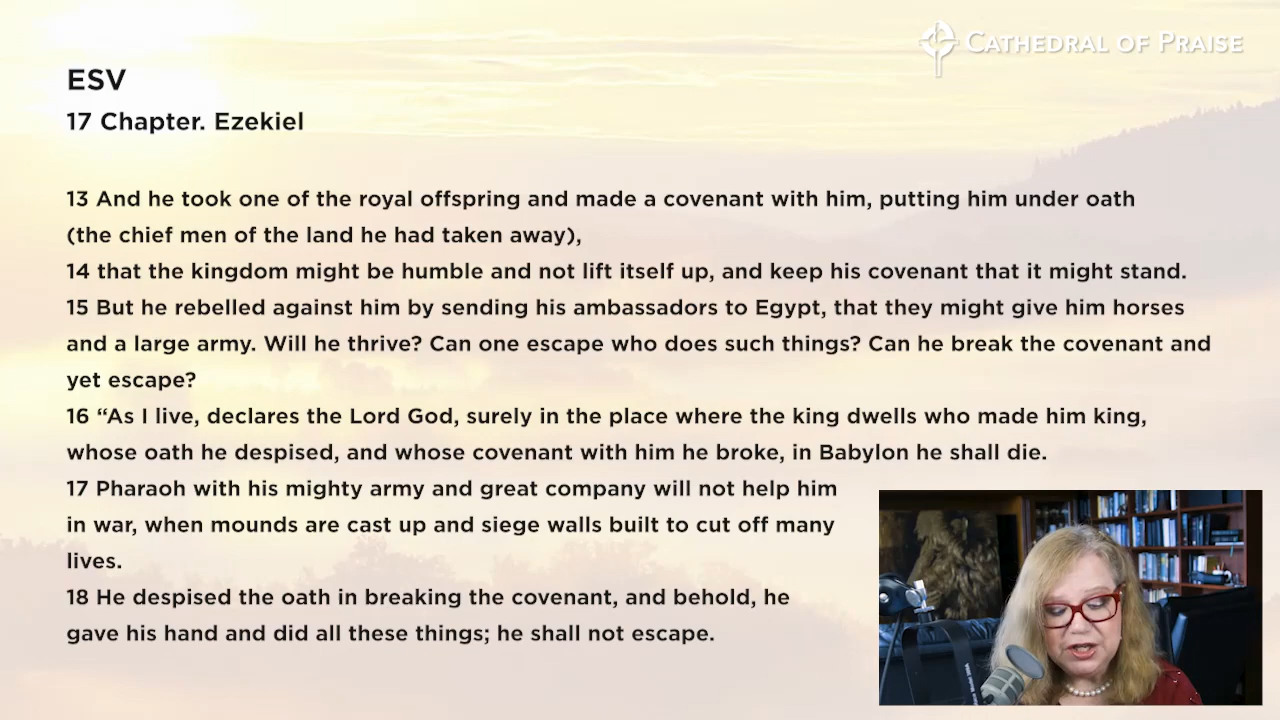 CATHEDRAL OF PRAISE
ESV
17 Chapter. Ezekiel
13 And he took one of the royal offspring and made a covenant with him, putting him under oath
(the chief men of the land he had taken away),
14 that the kingdom might be humble and not lift itself up, and keep his covenant that it might stand.
15 But he rebelled against him by sending his ambassadors to Egypt, that they might give him horses
and a large army. Will he thrive? Can one escape who does such things? Can he break the covenant and
yet escape?
16 “As I live, declares the Lord God, surely in the place where the king dwells who made him king,
whose oath he despised, and whose covenant with him he broke, in Babylon he shall die.
17 Pharaoh with his mighty army and great company will not help him
in war, when mounds are cast up and siege walls built to cut off many
lives.
18 He despised the oath in breaking the covenant, and behold, he
gave his hand and did all these things; he shall not escape.